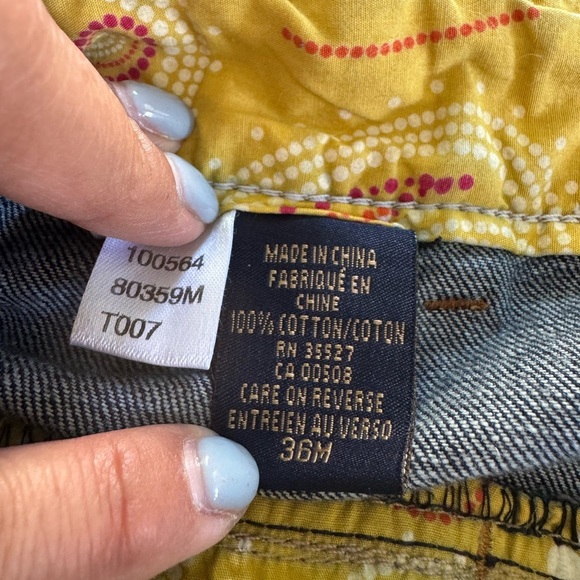 100564
80359M
T007
MADE IN CHINA
FABRIQUÉ EN
CHINE
100% COTTON/COTON
RN 35527
CA 00508
CARE ON REVERSE
ENTREIEN AU VERSO
36M